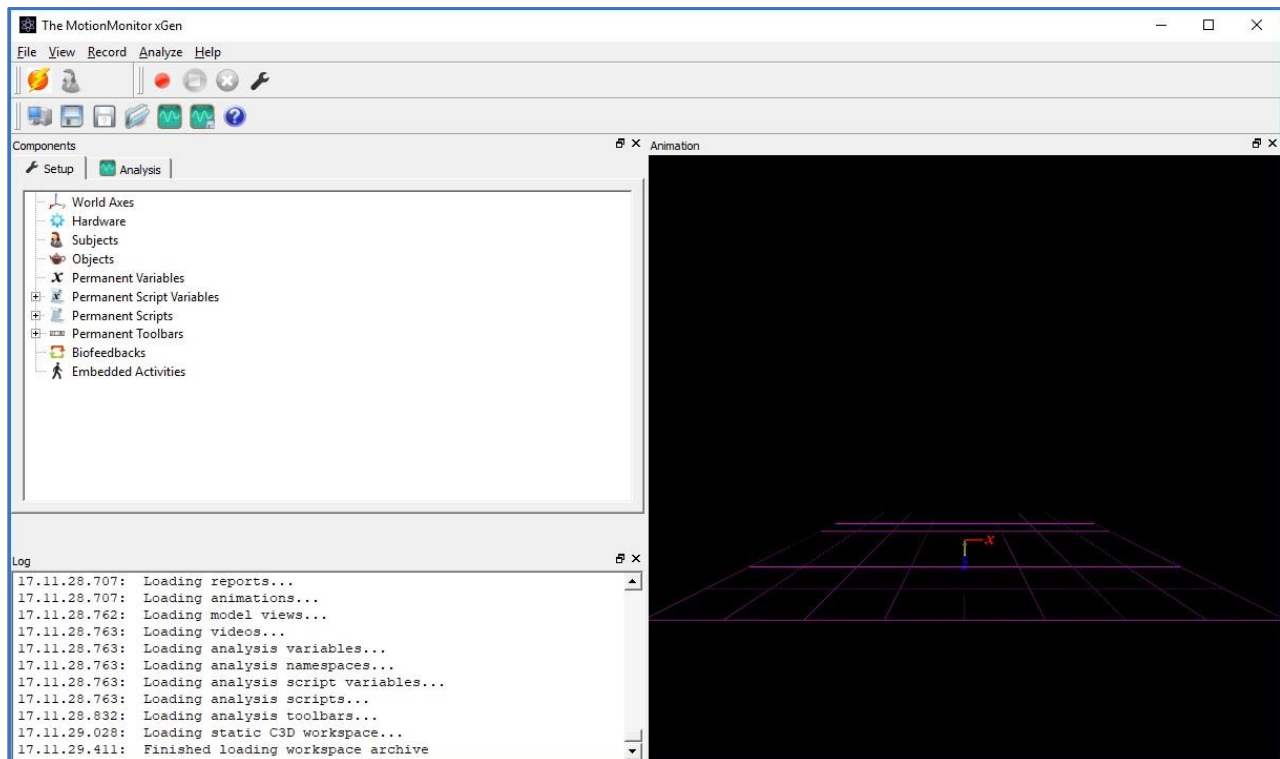 The MotionMonitor xGen
File View Record Analyze Help
Components
Animation
Setup
Analysis
World Axes
Hardware
Subjects
Objects
Permanent Variables
Permanent Script Variables
Permanent Scripts
Permanent Toolbars
Biofeedbacks
Embedded Activities
X
Log
17.11.28.707: Loading reports...
17.11.28.707: Loading animations...
17.11.28.762: Loading model views...
17.11.28.763: Loading videos...
17.11.28.763: Loading analysis variables...
17.11.28.763: Loading analysis namespaces...
17.11.28.763: Loading analysis script variables...
17.11.28.763: Loading analysis scripts...
17.11.28.832: Loading analysis toolbars...
17.11.29.028: Loading static C3D workspace...
17.11.29.411: Finished loading workspace archive